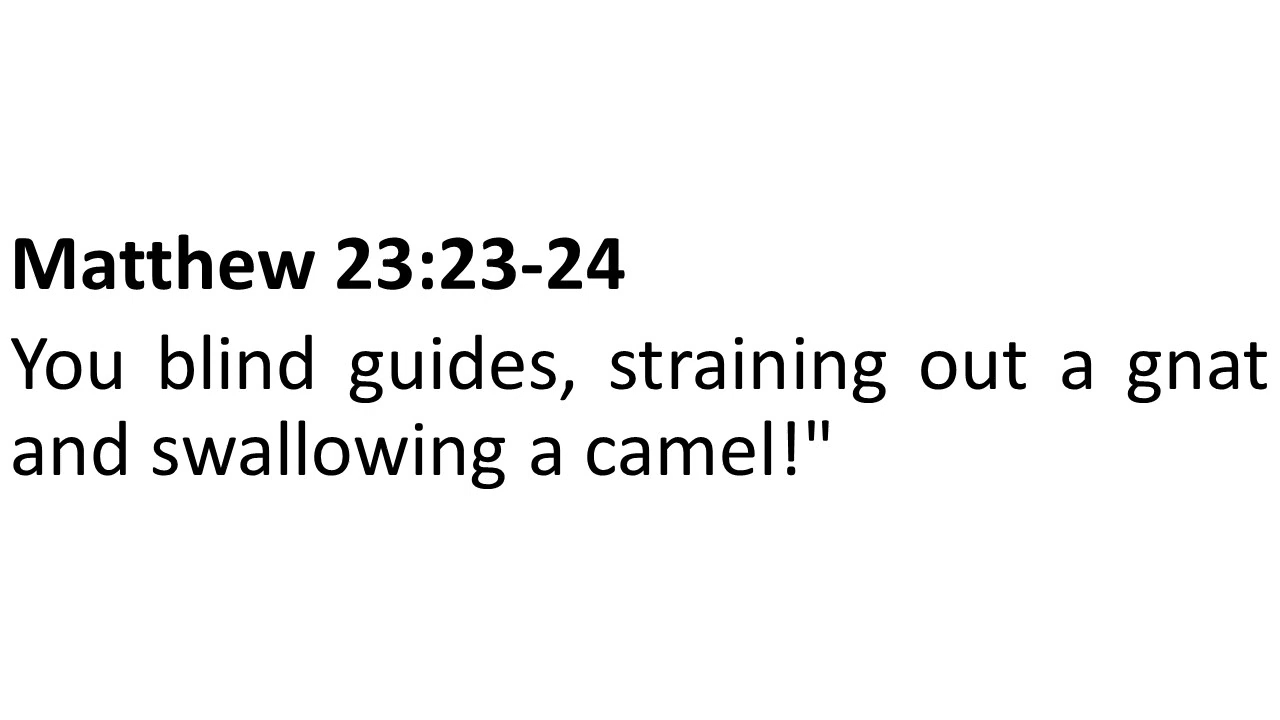 Matthew 23:23-24
You blind guides, straining out a gnat
and swallowing a camel!"